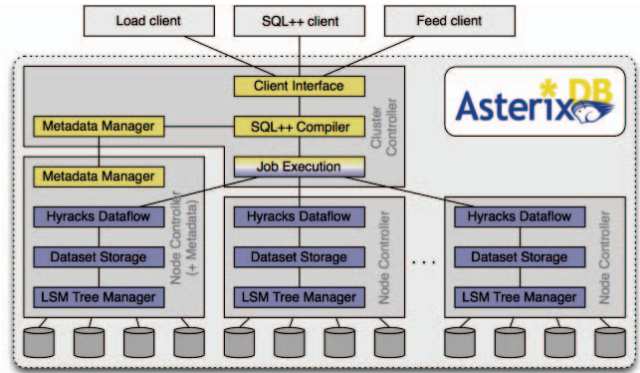 Load client
SQL++ client
Feed client
Client Interface
AsterixDB
Metadata Manager
SQL++ Compiler
Cluster
Controller
Job Execution
Metadata Manager
Hyracks Dataflow
Dataset Storage
LSM Tree Manager
Node Controller
(+ Metadata)
Hyracks Dataflow
Dataset Storage
LSM Tree Manager
Node Controller
. . .
Hyracks Dataflow
Dataset Storage
LSM Tree Manager
Node Controller